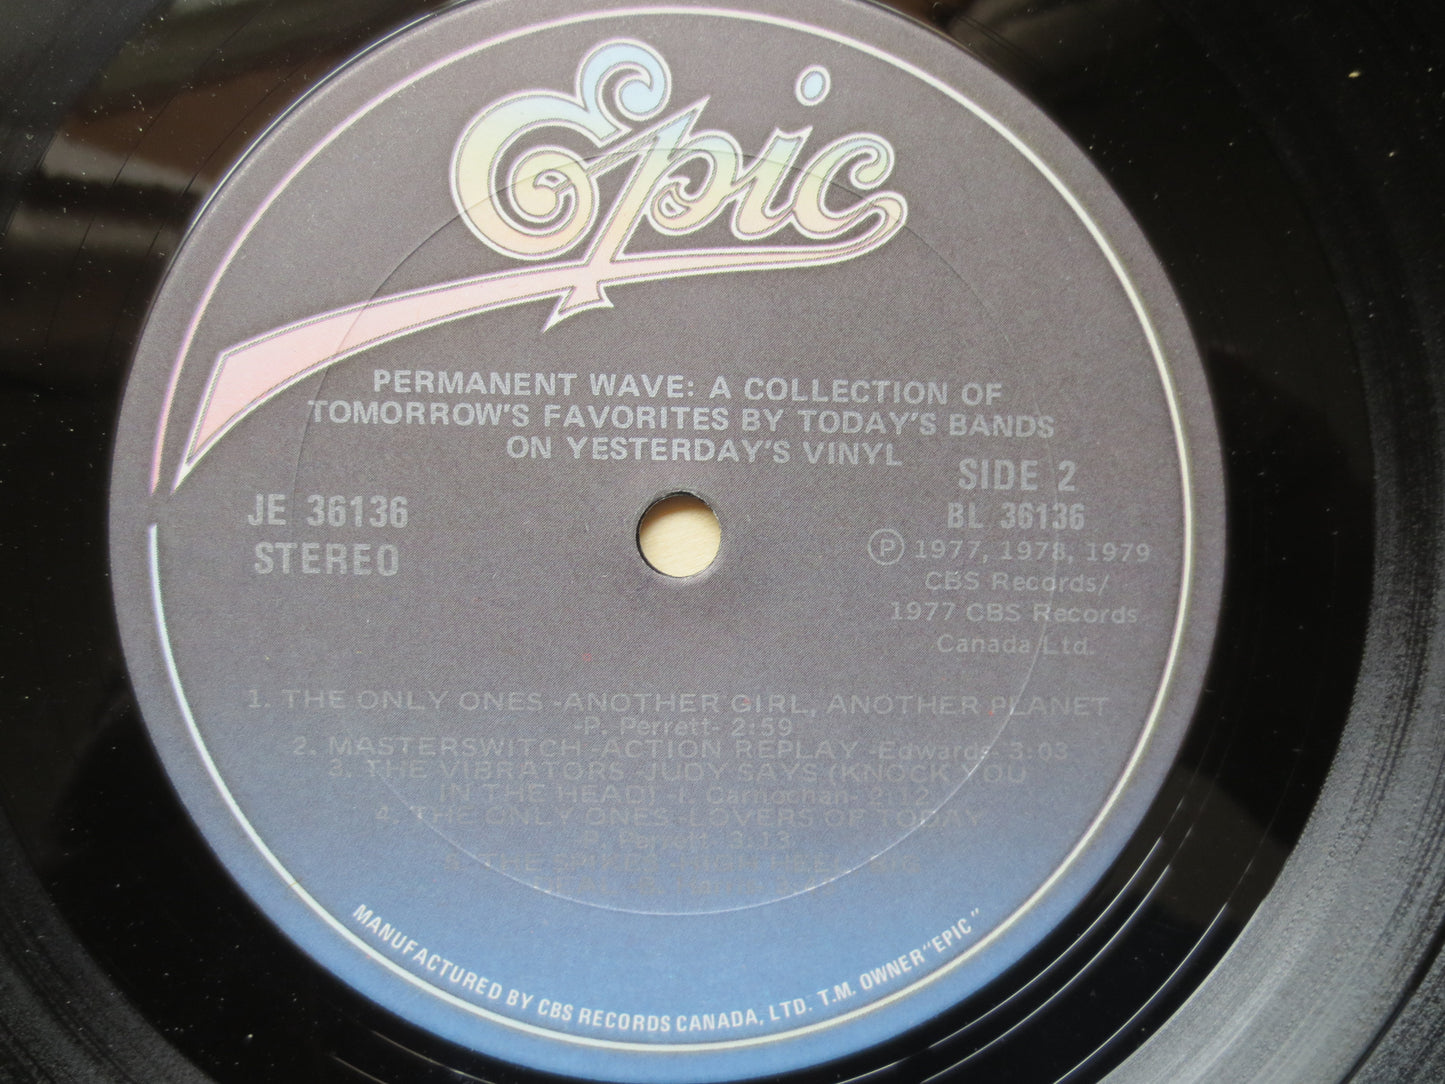 Epic
PERMANENT WAVE: A COLLECTION OF
TOMORROW'S FAVORITES BY TODAY'S BANDS
ON YESTERDAY'S VINYL
JE 36136
STEREO
SIDE 2
BL 36136
Ⓟ 1977, 1978, 1979
CBS Records/
1977 CBS Records
Canada Ltd.
1. THE ONLY ONES -ANOTHER GIRL, ANOTHER PLANET
-P. Perrett- 2:59
2. MASTERSWITCH -ACTION REPLAY -Edwards- 3:03
3. THE VIBRATORS -JUDY SAYS (KNOCK YOU
IN THE HEAD) -I. Carnochan- 2:12
4. THE ONLY ONES -LOVERS OF TODAY
-P. Perrett- 3:13
5. THE
MANUFACTURED BY CBS RECORDS CANADA, LTD. T.M. OWNER "EPIC"